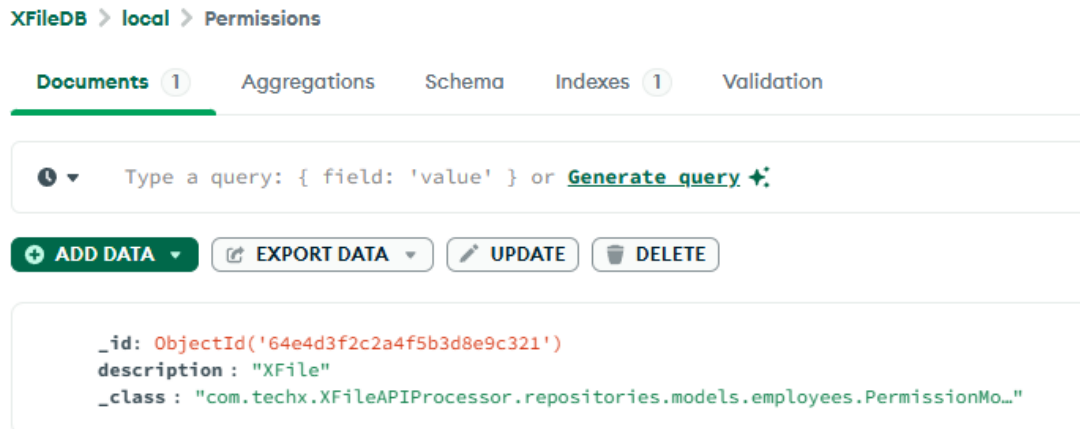 XFileDB > local > Permissions
Documents 1 Aggregations Schema Indexes 1 Validation
Type a query: { field: 'value' } or Generate query
ADD DATA EXPORT DATA UPDATE DELETE
_id: ObjectId('64e4d3f2c2a4f5b3d8e9c321')
description : "XFile"
_class : "com.techx.XFileAPIProcessor.repositories.models.employees.PermissionMo…"